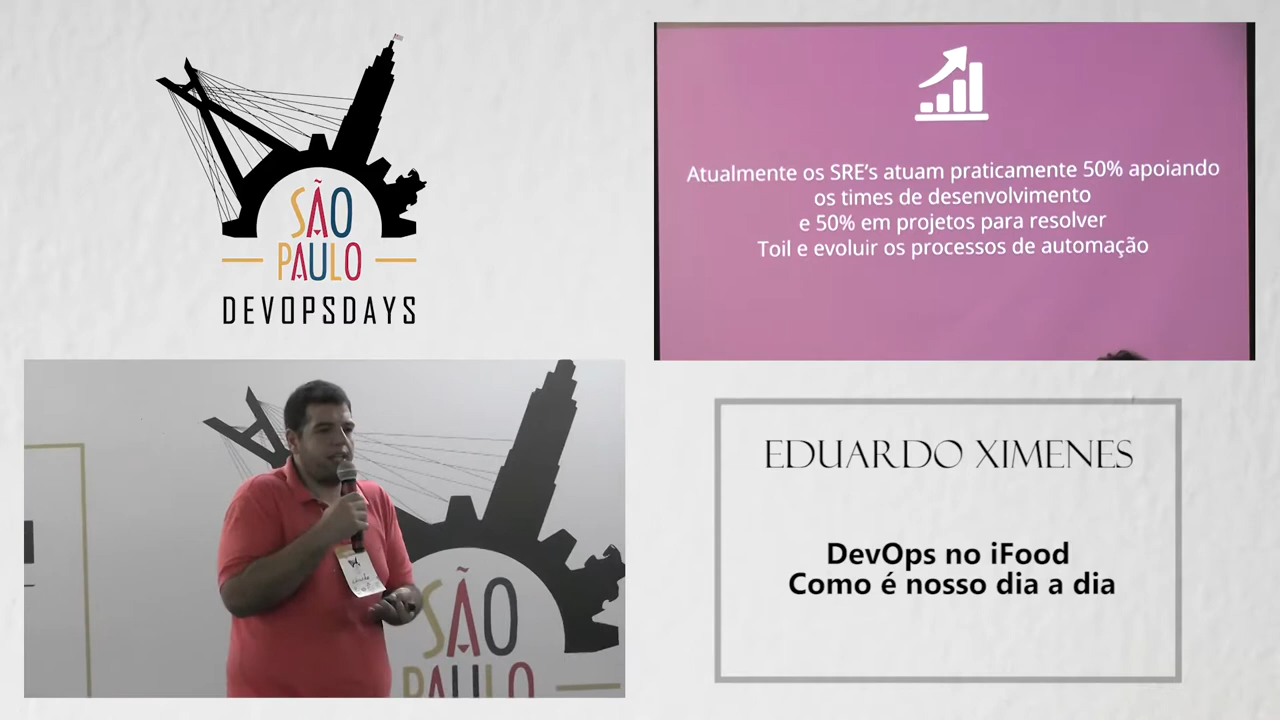 SÃO
PAULO
DEVOPSDAYS
Atualmente os SRE's atuam praticamente 50% apoiando
os times de desenvolvimento
e 50% em projetos para resolver
Toil e evoluir os processos de automação
SÃO
PAULO
EDUARDO XIMENES
DevOps no iFood
Como é nosso dia a dia